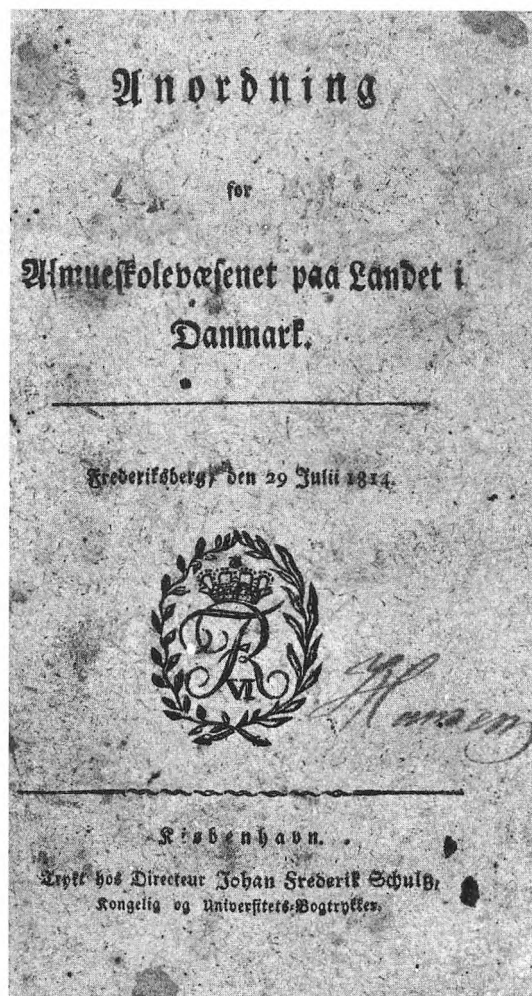 Anordning
for
Almueskolevæsenet paa Landet i
Danmark.
Frederiksberg, den 29 Julii 1814.
FR
VI
Hansen
Kiøbenhavn.
Trykt hos Directeur Johan Frederik Schultz,
Kongelig og Universitets-Bogtrykker.